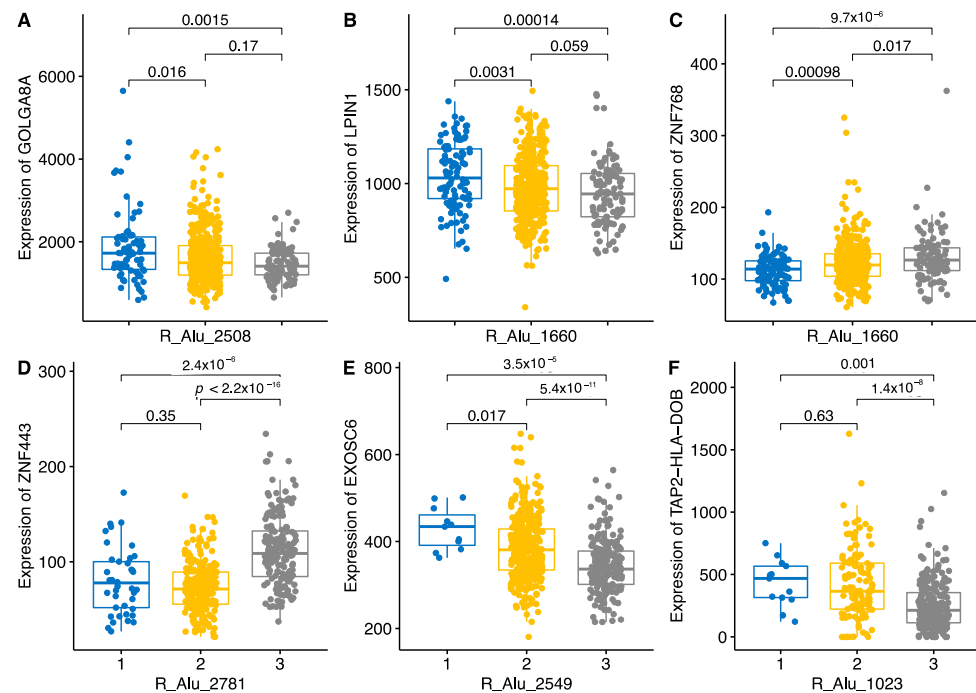 A
0.0015
0.17
0.016
Expression of GOLGA8A
6000
4000
2000
R_Alu_2508
B
0.00014
0.059
0.0031
Expression of LPIN1
1500
1000
500
R_Alu_1660
C
9.7x10⁻⁶
0.017
0.00098
Expression of ZNF768
400
300
200
100
R_Alu_1660
D
2.4x10⁻⁶
p < 2.2x10⁻¹⁶
0.35
Expression of ZNF443
300
200
100
1 2 3
R_Alu_2781
E
3.5x10⁻⁵
5.4x10⁻¹¹
0.017
Expression of EXOSC6
800
600
400
200
1 2 3
R_Alu_2549
F
0.001
1.4x10⁻⁸
0.63
Expression of TAP2−HLA−DOB
2000
1500
1000
500
0
1 2 3
R_Alu_1023